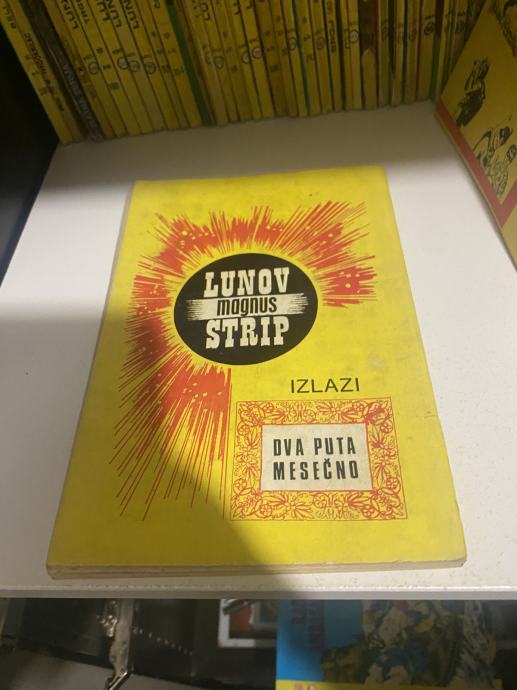 LUNOV
magnus
STRIP
IZLAZI
DVA PUTA
MESEČNO